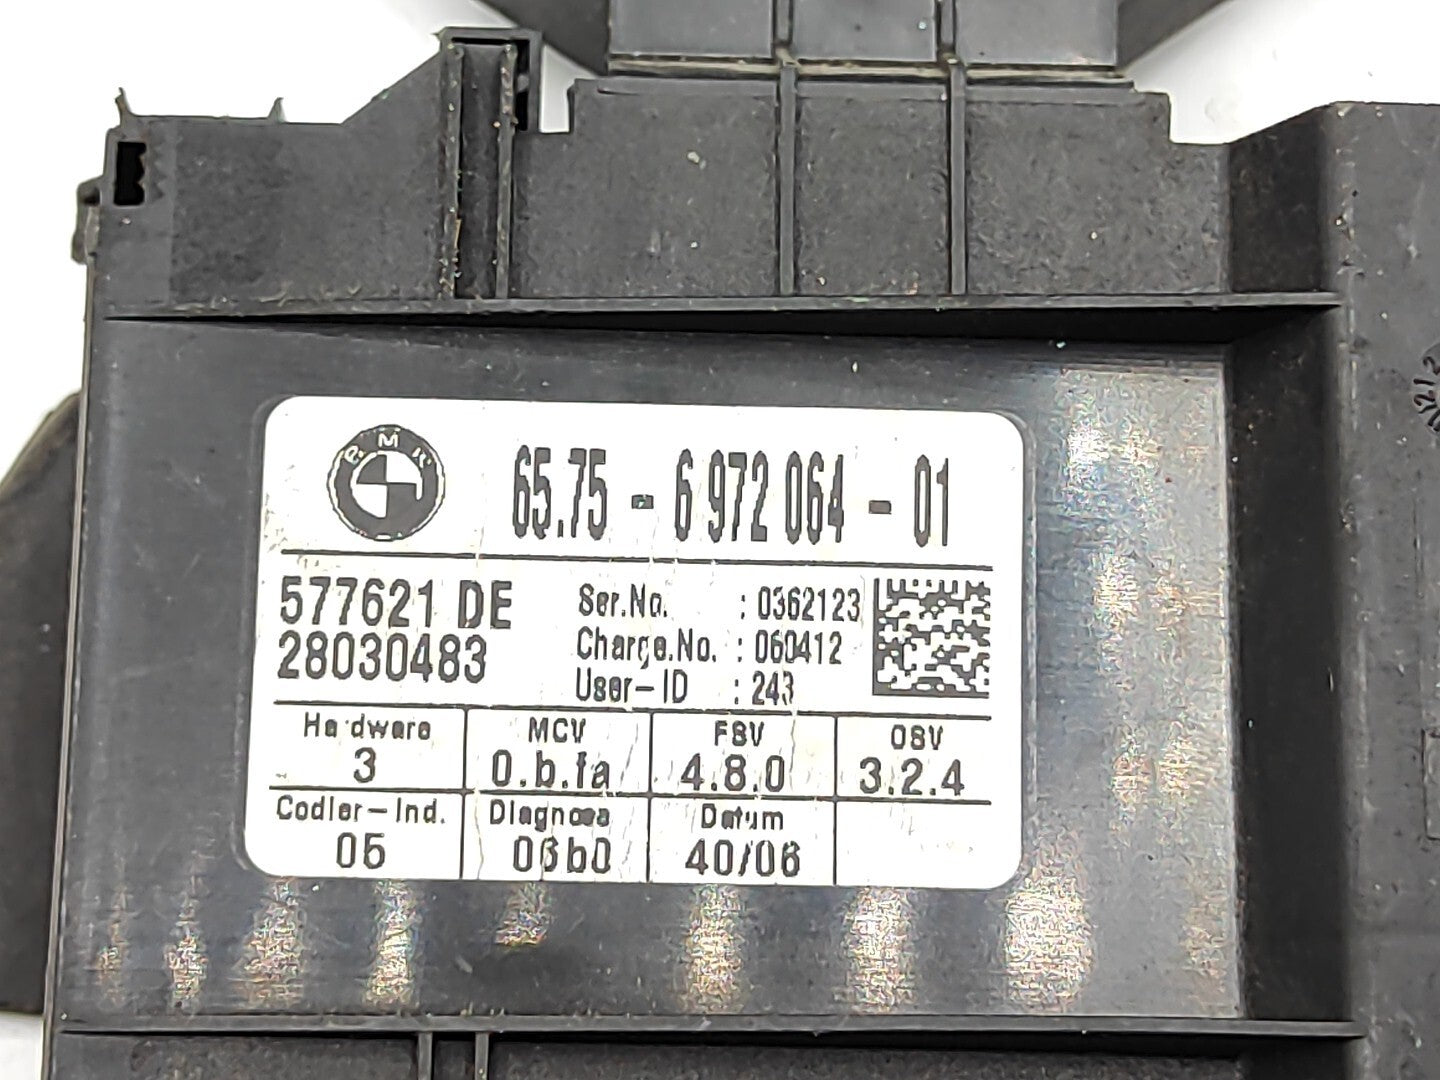 BMW
65.75 - 6 972 064 - 01
577621 DE
28030483
Ser.No. : 0362123
Charge.No. : 060412
User-ID : 243
Hardware MCV FSV OSV
3 0.b.fa 4.8.0 3.2.4
Codier-Ind. Diagnose Datum
05 06b0 40/06